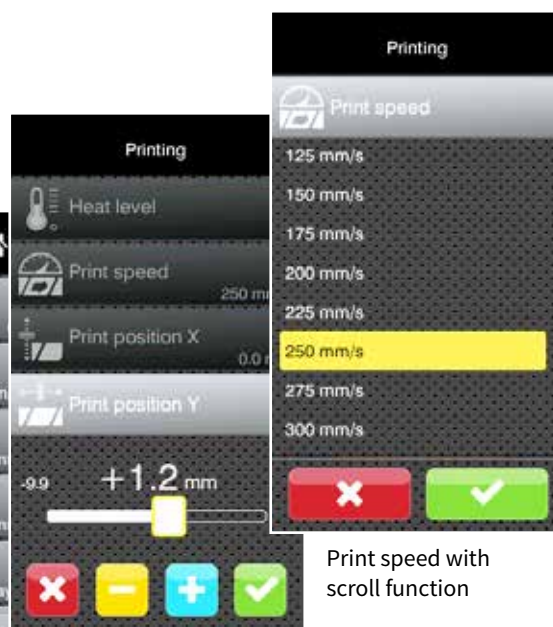 Printing
Heat level
Print speed
250 m
Print position X
0.0
Print position Y
-9.9
+1.2 mm
Printing
Print speed
125 mm/s
150 mm/s
175 mm/s
200 mm/s
225 mm/s
250 mm/s
275 mm/s
300 mm/s
Print speed with
scroll function